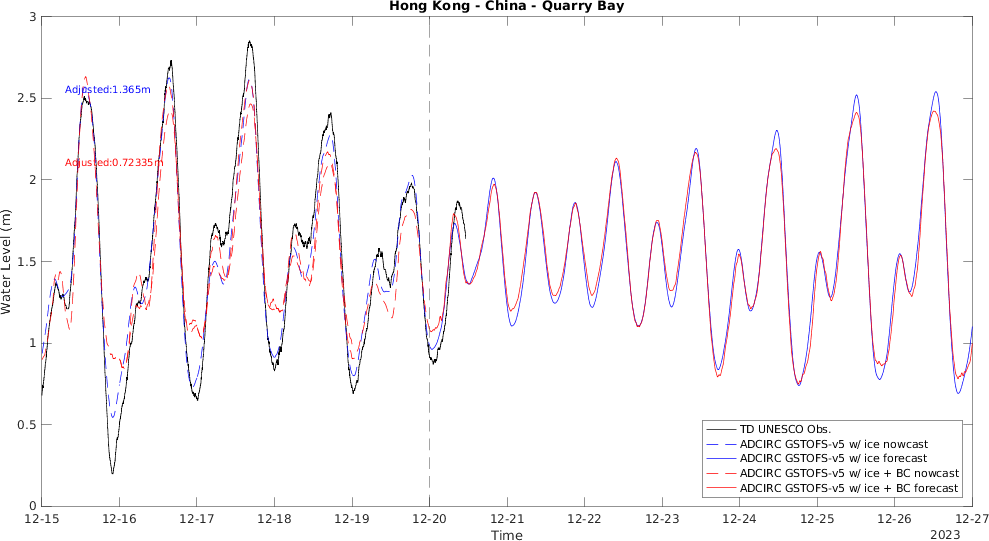 Hong Kong - China - Quarry Bay
3
2.5
2
1.5
1
0.5
0
Water Level (m)
Adjusted:1.365m
Adjusted:0.72335m
TD UNESCO Obs.
ADCIRC GSTOFS-v5 w/ ice nowcast
ADCIRC GSTOFS-v5 w/ ice forecast
ADCIRC GSTOFS-v5 w/ ice + BC nowcast
ADCIRC GSTOFS-v5 w/ ice + BC forecast
12-15 12-16 12-17 12-18 12-19 12-20 12-21 12-22 12-23 12-24 12-25 12-26 12-27
Time
2023